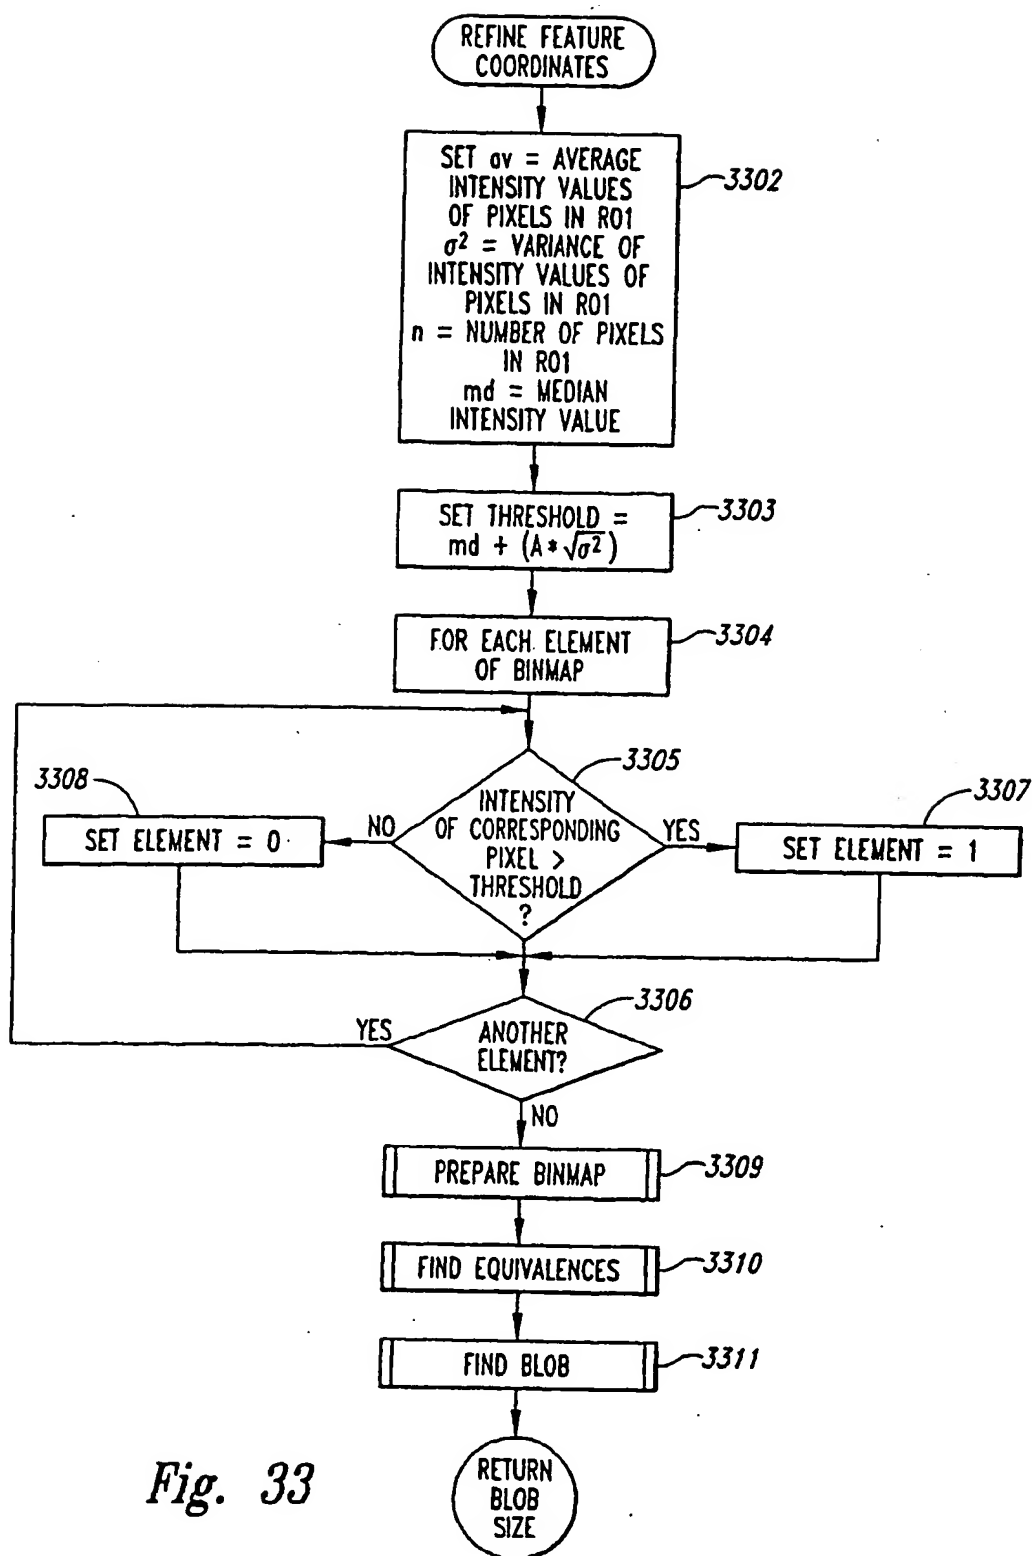 REFINE FEATURE
COORDINATES
SET av = AVERAGE
INTENSITY VALUES
OF PIXELS IN R01
σ² = VARIANCE OF
INTENSITY VALUES OF
PIXELS IN R01
n = NUMBER OF PIXELS
IN R01
md = MEDIAN
INTENSITY VALUE
3302
SET THRESHOLD =
md + (A*√σ²)
3303
FOR EACH ELEMENT
OF BINMAP
3304
3305
INTENSITY
OF CORRESPONDING
PIXEL >
THRESHOLD
?
NO
YES
3308
SET ELEMENT = 0
3307
SET ELEMENT = 1
3306
ANOTHER
ELEMENT?
YES
NO
PREPARE BINMAP
3309
FIND EQUIVALENCES
3310
FIND BLOB
3311
RETURN
BLOB
SIZE
Fig. 33